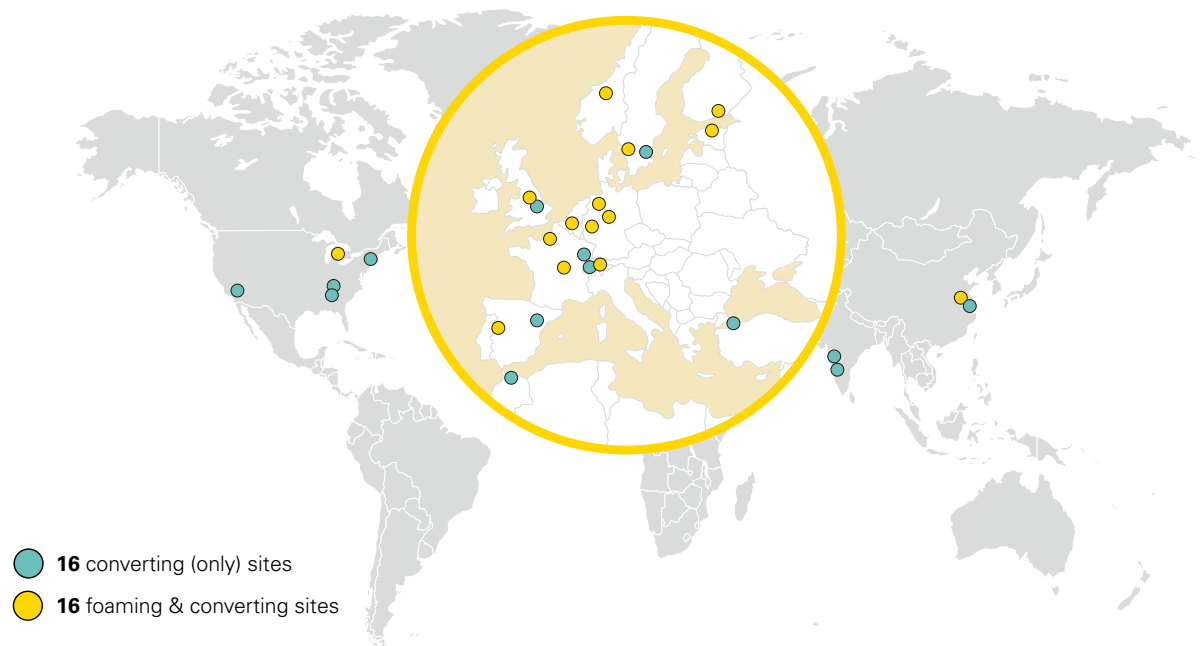 16 converting (only) sites
16 foaming & converting sites